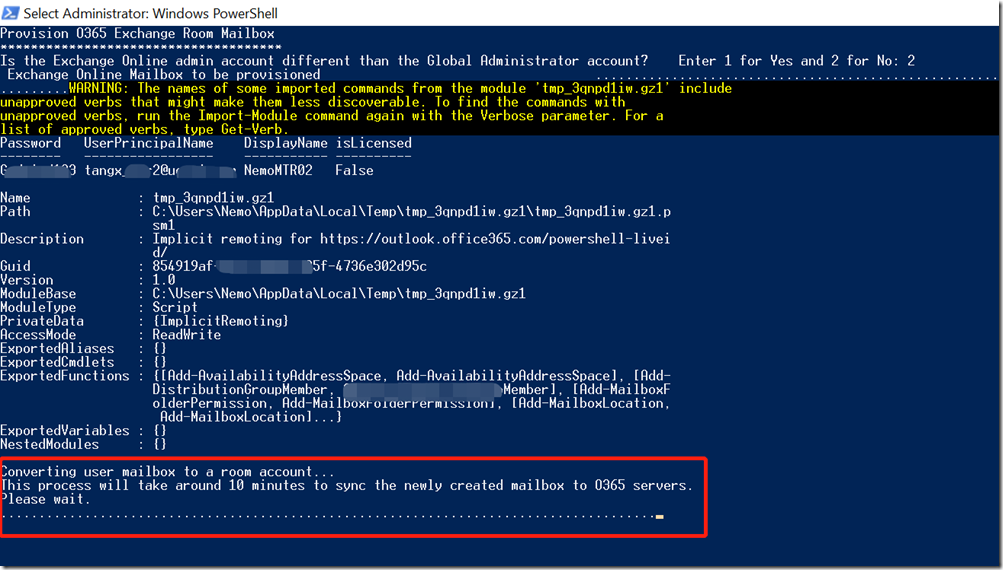 Select Administrator: Windows PowerShell
Provision O365 Exchange Room Mailbox
**************************************
Is the Exchange Online admin account different than the Global Administrator account?    Enter 1 for Yes and 2 for No: 2
 Exchange Online Mailbox to be provisioned                                     ......................................................
.........WARNING: The names of some imported commands from the module 'tmp_3qnpd1iw.gz1' include
unapproved verbs that might make them less discoverable. To find the commands with
unapproved verbs, run the Import-Module command again with the Verbose parameter. For a
list of approved verbs, type Get-Verb.
Password   UserPrincipalName    DisplayName isLicensed
--------   -----------------    ----------- ----------
tangx NemoMTR02   False
Name              : tmp_3qnpd1iw.gz1
Path              : C:\Users\Nemo\AppData\Local\Temp\tmp_3qnpd1iw.gz1\tmp_3qnpd1iw.gz1.p
                    sm1
Description       : Implicit remoting for https://outlook.office365.com/powershell-livei
                    d/
Guid              : 854919af- 5f-4736e302d95c
Version           : 1.0
ModuleBase        : C:\Users\Nemo\AppData\Local\Temp\tmp_3qnpd1iw.gz1
ModuleType        : Script
PrivateData       : {ImplicitRemoting}
AccessMode        : ReadWrite
ExportedAliases   : {}
ExportedCmdlets   : {}
ExportedFunctions : {[Add-AvailabilityAddressSpace, Add-AvailabilityAddressSpace], [Add-
                    DistributionGroupMember, Member], [Add-MailboxF
                    olderPermission, Add-MailboxFolderPermission], [Add-MailboxLocation,
                     Add-MailboxLocation]...}
ExportedVariables : {}
NestedModules     : {}
Converting user mailbox to a room account...
This process will take around 10 minutes to sync the newly created mailbox to O365 servers.
Please wait.
.......................................................................................